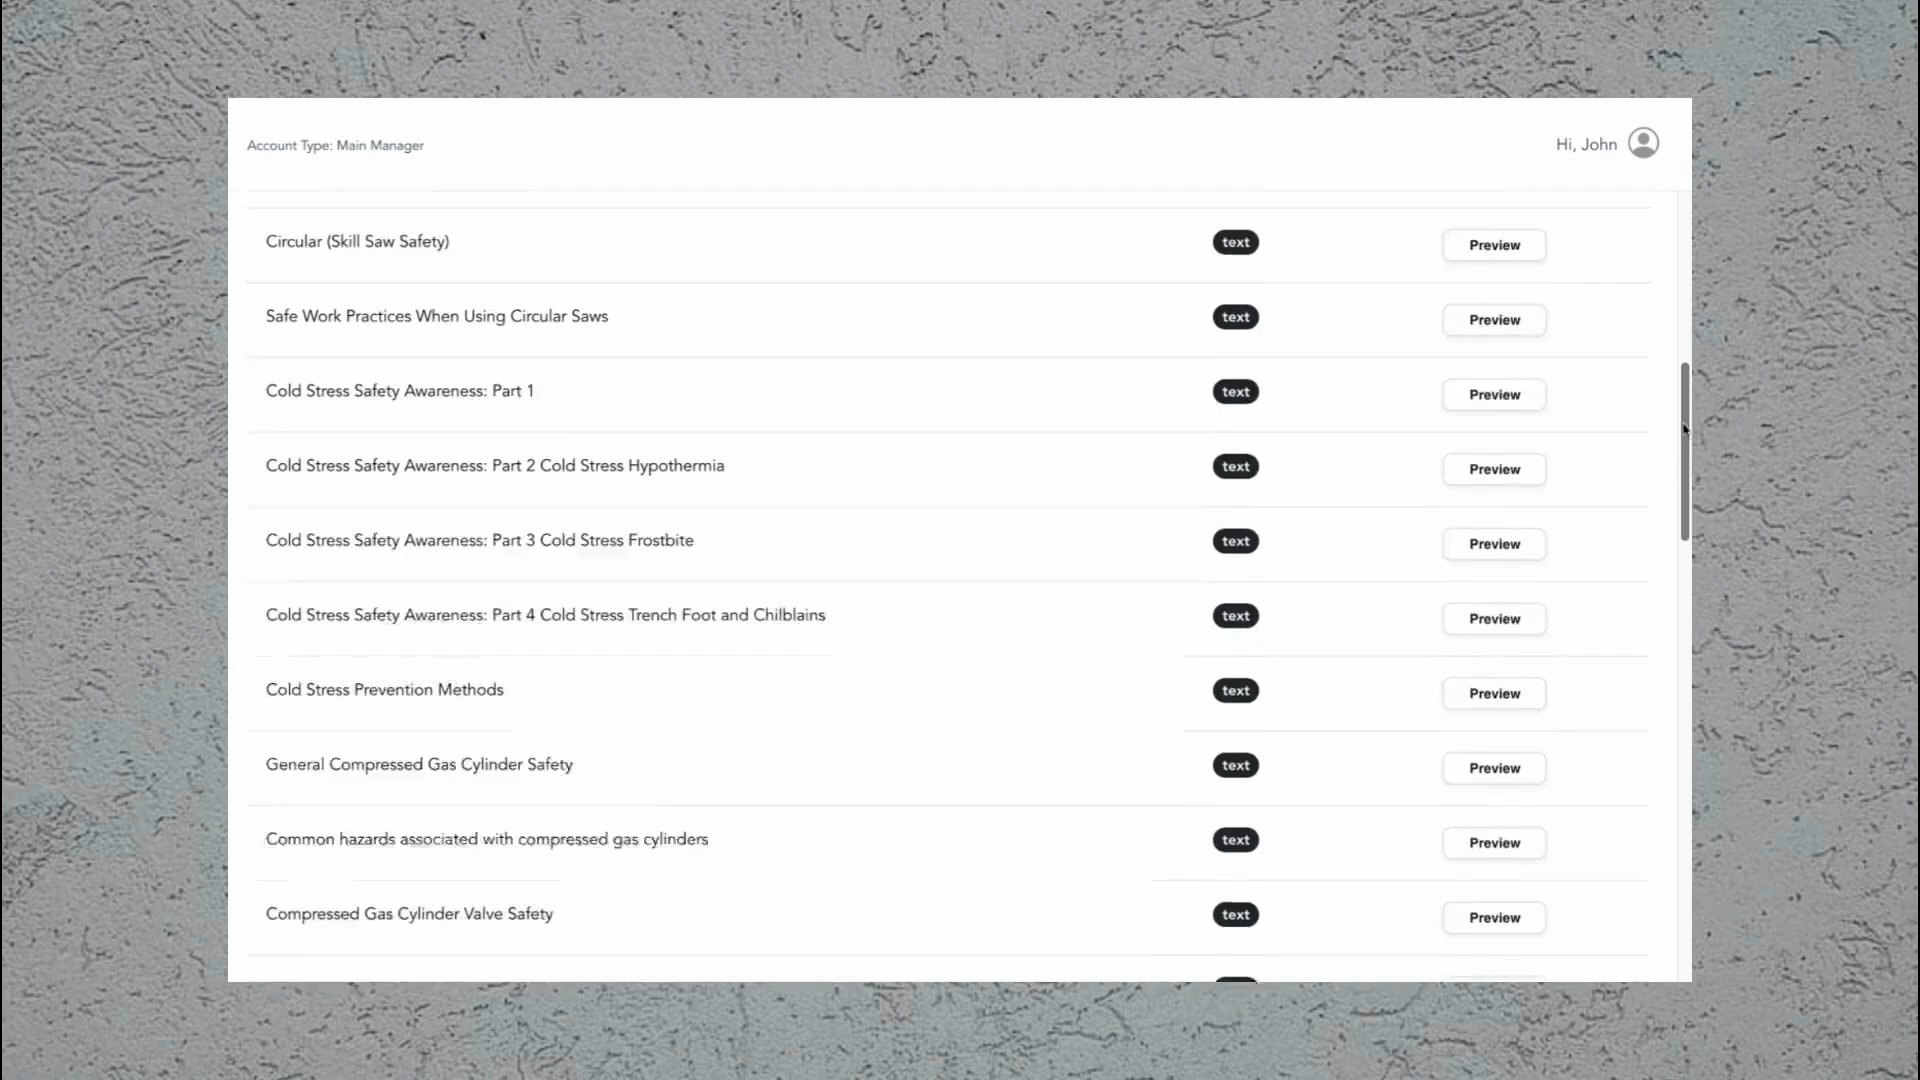 Account Type: Main Manager
Hi, John
Circular (Skill Saw Safety) text Preview
Safe Work Practices When Using Circular Saws text Preview
Cold Stress Safety Awareness: Part 1 text Preview
Cold Stress Safety Awareness: Part 2 Cold Stress Hypothermia text Preview
Cold Stress Safety Awareness: Part 3 Cold Stress Frostbite text Preview
Cold Stress Safety Awareness: Part 4 Cold Stress Trench Foot and Chilblains text Preview
Cold Stress Prevention Methods text Preview
General Compressed Gas Cylinder Safety text Preview
Common hazards associated with compressed gas cylinders text Preview
Compressed Gas Cylinder Valve Safety text Preview